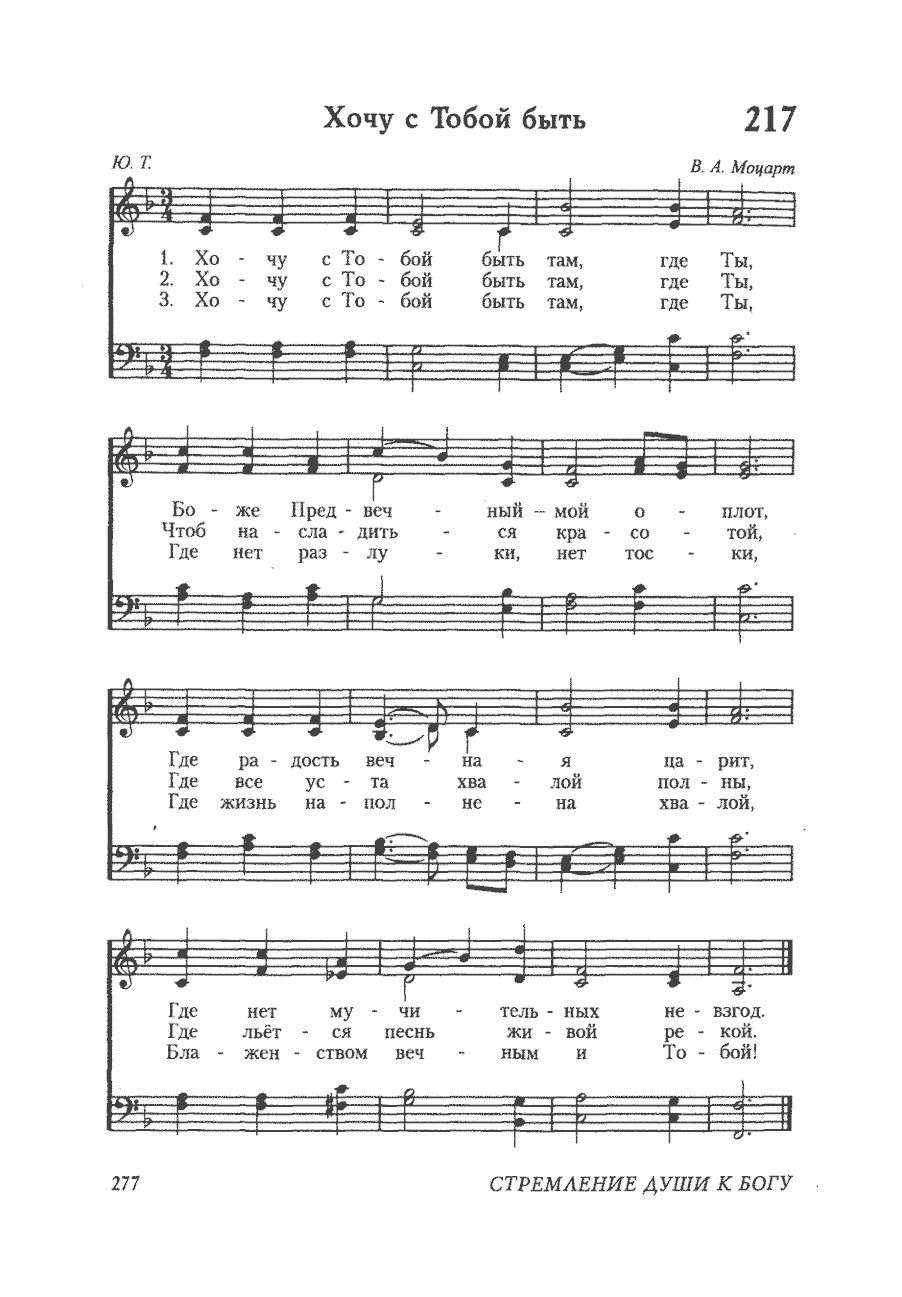 Хочу с Тобой быть 217
Ю. Т. В. А. Моцарт
1. Хо - чу с То - бой быть там, где Ты,
2. Хо - чу с То - бой быть там, где Ты,
3. Хо - чу с То - бой быть там, где Ты,
Бо - же Пред - веч - ный – мой о - плот,
Чтоб на - сла - дить - ся кра - со - той,
Где нет раз - лу - ки, нет тос - ки,
Где ра - дость веч - на - я ца - рит,
Где все ус - та хва - лой пол - ны,
Где жизнь на - пол - не - на хва - лой,
Где нет му - чи - тель - ных не - взгод.
Где льёт - ся песнь жи - вой ре - кой.
Бла - жен - ством веч - ным и То - бой!
277 СТРЕМЛЕНИЕ ДУШИ К БОГУ